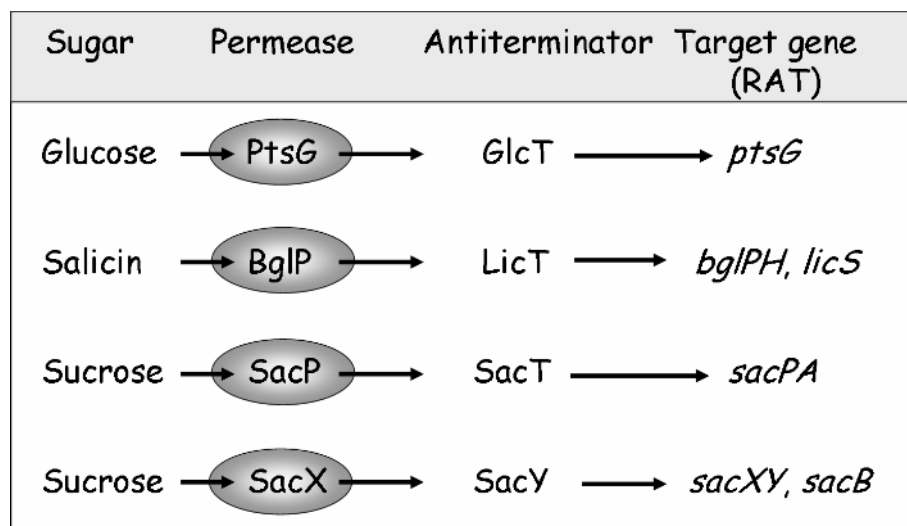 Sugar Permease Antiterminator Target gene
(RAT)
Glucose PtsG GlcT ptsG
Salicin BglP LicT bglPH, licS
Sucrose SacP SacT sacPA
Sucrose SacX SacY sacXY, sacB